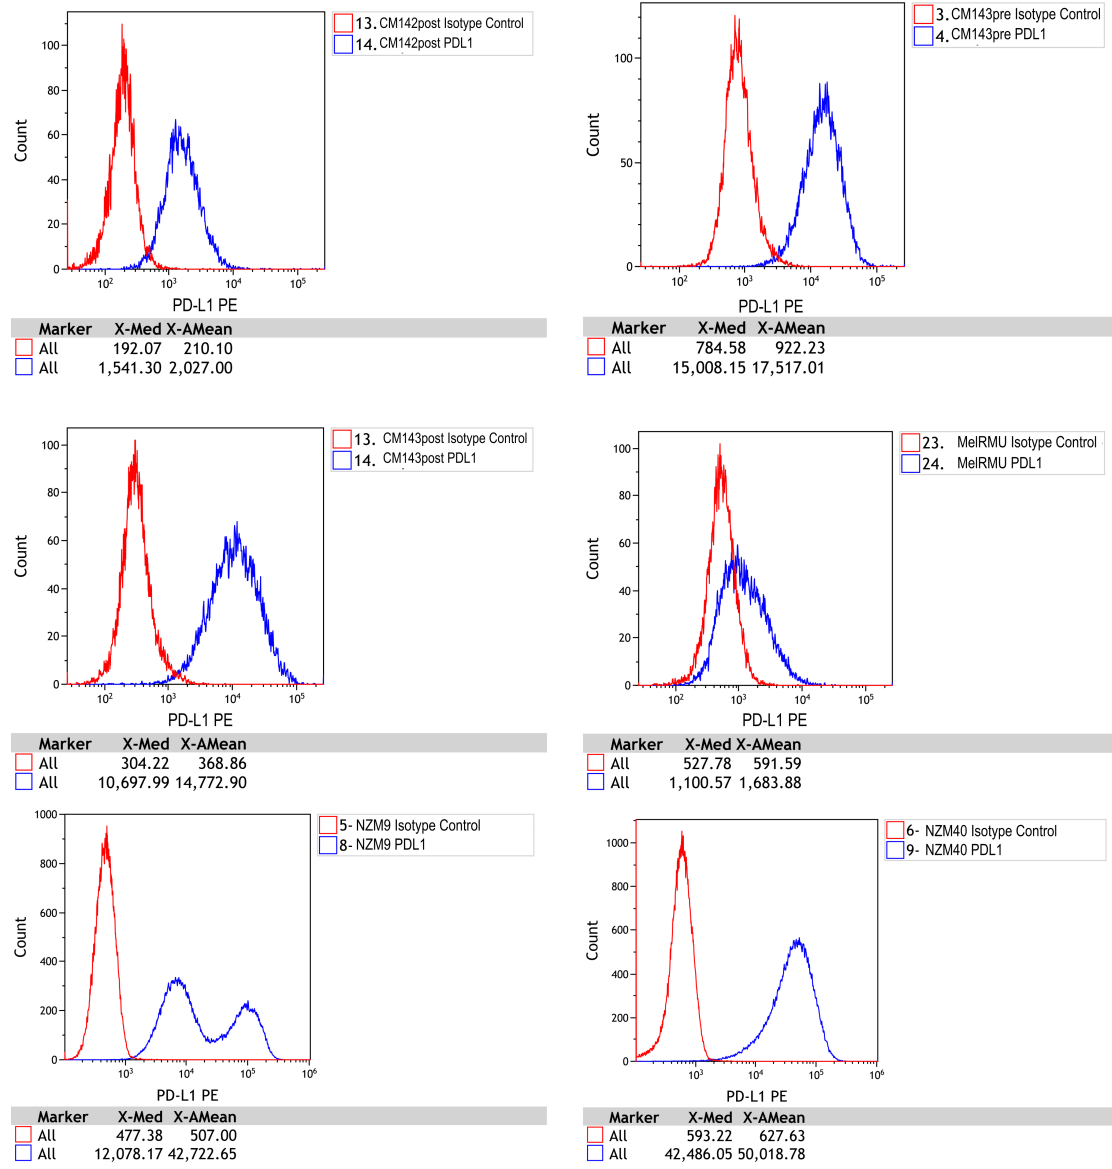 13. CM142post Isotype Control
14. CM142post PDL1
100
80
60
40
20
0
Count
10² 10³ 10⁴ 10⁵
PD-L1 PE
Marker X-Med X-AMean
All 192.07 210.10
All 1,541.30 2,027.00
3. CM143pre Isotype Control
4. CM143pre PDL1
100
50
0
Count
10² 10³ 10⁴ 10⁵
PD-L1 PE
Marker X-Med X-AMean
All 784.58 922.23
All 15,008.15 17,517.01
13. CM143post Isotype Control
14. CM143post PDL1
100
80
60
40
20
0
Count
10² 10³ 10⁴ 10⁵
PD-L1 PE
Marker X-Med X-AMean
All 304.22 368.86
All 10,697.99 14,772.90
23. MelRMU Isotype Control
24. MelRMU PDL1
100
80
60
40
20
0
Count
10² 10³ 10⁴ 10⁵
PD-L1 PE
Marker X-Med X-AMean
All 527.78 591.59
All 1,100.57 1,683.88
5- NZM9 Isotype Control
8- NZM9 PDL1
1000
800
600
400
200
0
Count
10³ 10⁴ 10⁵ 10⁶
PD-L1 PE
Marker X-Med X-AMean
All 477.38 507.00
All 12,078.17 42,722.65
6- NZM40 Isotype Control
9- NZM40 PDL1
1000
800
600
400
200
0
Count
10³ 10⁴ 10⁵ 10⁶
PD-L1 PE
Marker X-Med X-AMean
All 593.22 627.63
All 42,486.05 50,018.78